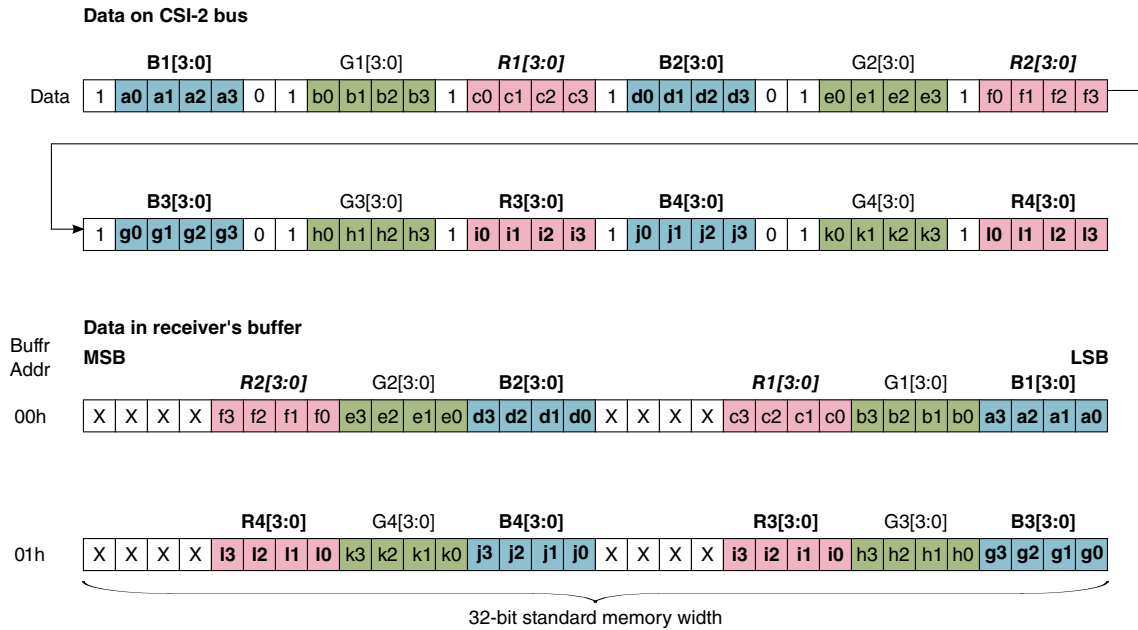 Data on CSI-2 bus
B1[3:0] G1[3:0] R1[3:0] B2[3:0] G2[3:0] R2[3:0]
Data 1 a0 a1 a2 a3 0 1 b0 b1 b2 b3 1 c0 c1 c2 c3 1 d0 d1 d2 d3 0 1 e0 e1 e2 e3 1 f0 f1 f2 f3
B3[3:0] G3[3:0] R3[3:0] B4[3:0] G4[3:0] R4[3:0]
1 g0 g1 g2 g3 0 1 h0 h1 h2 h3 1 i0 i1 i2 i3 1 j0 j1 j2 j3 0 1 k0 k1 k2 k3 1 l0 l1 l2 l3
Data in receiver's buffer
Buffr
Addr
MSB LSB
R2[3:0] G2[3:0] B2[3:0] R1[3:0] G1[3:0] B1[3:0]
00h X X X X f3 f2 f1 f0 e3 e2 e1 e0 d3 d2 d1 d0 X X X X c3 c2 c1 c0 b3 b2 b1 b0 a3 a2 a1 a0
R4[3:0] G4[3:0] B4[3:0] R3[3:0] G3[3:0] B3[3:0]
01h X X X X l3 l2 l1 l0 k3 k2 k1 k0 j3 j2 j1 j0 X X X X i3 i2 i1 i0 h3 h2 h1 h0 g3 g2 g1 g0
32-bit standard memory width